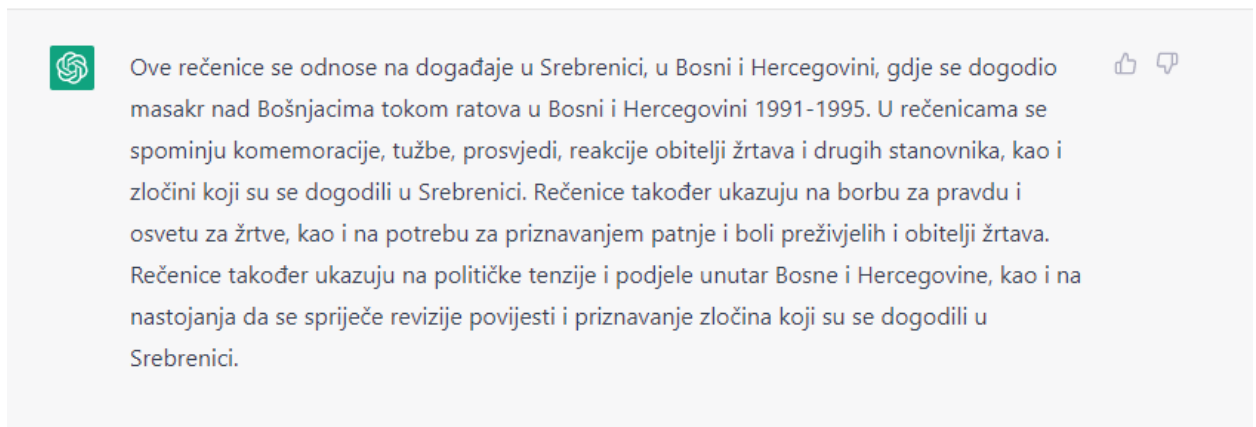 Ove rečenice se odnose na događaje u Srebrenici, u Bosni i Hercegovini, gdje se dogodio
masakr nad Bošnjacima tokom ratova u Bosni i Hercegovini 1991-1995. U rečenicama se
spominju komemoracije, tužbe, prosvjedi, reakcije obitelji žrtava i drugih stanovnika, kao i
zločini koji su se dogodili u Srebrenici. Rečenice također ukazuju na borbu za pravdu i
osvetu za žrtve, kao i na potrebu za priznavanjem patnje i boli preživjelih i obitelji žrtava.
Rečenice također ukazuju na političke tenzije i podjele unutar Bosne i Hercegovine, kao i na
nastojanja da se spriječe revizije povijesti i priznavanje zločina koji su se dogodili u
Srebrenici.